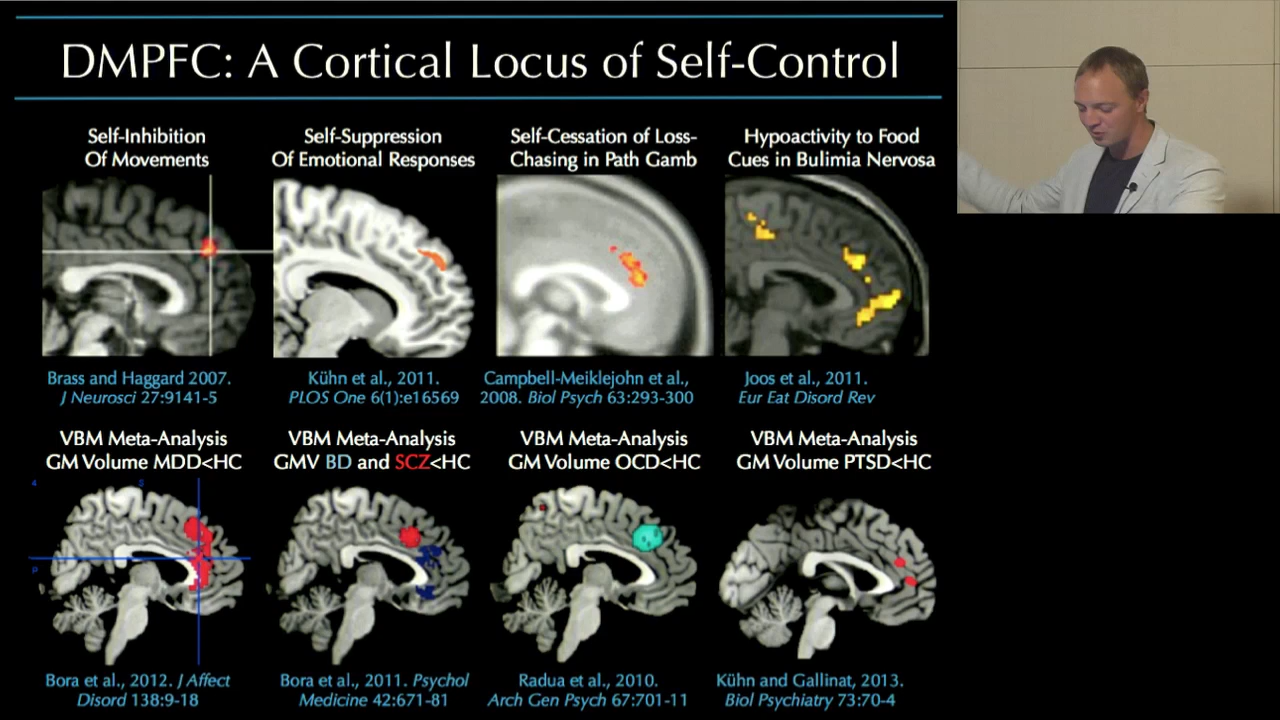 DMPFC: A Cortical Locus of Self-Control
Self-Inhibition
Of Movements
Self-Suppression
Of Emotional Responses
Self-Cessation of Loss-
Chasing in Path Gamb
Hypoactivity to Food
Cues in Bulimia Nervosa
Brass and Haggard 2007.
J Neurosci 27:9141-5
Kühn et al., 2011.
PLOS One 6(1):e16569
Campbell-Meiklejohn et al.,
2008. Biol Psych 63:293-300
Joos et al., 2011.
Eur Eat Disord Rev
VBM Meta-Analysis
GM Volume MDD<HC
VBM Meta-Analysis
GMV BD and SCZ<HC
VBM Meta-Analysis
GM Volume OCD<HC
VBM Meta-Analysis
GM Volume PTSD<HC
4
3
P
Bora et al., 2012. J Affect
Disord 138:9-18
Bora et al., 2011. Psychol
Medicine 42:671-81
Radua et al., 2010.
Arch Gen Psych 67:701-11
Kühn and Gallinat, 2013.
Biol Psychiatry 73:70-4